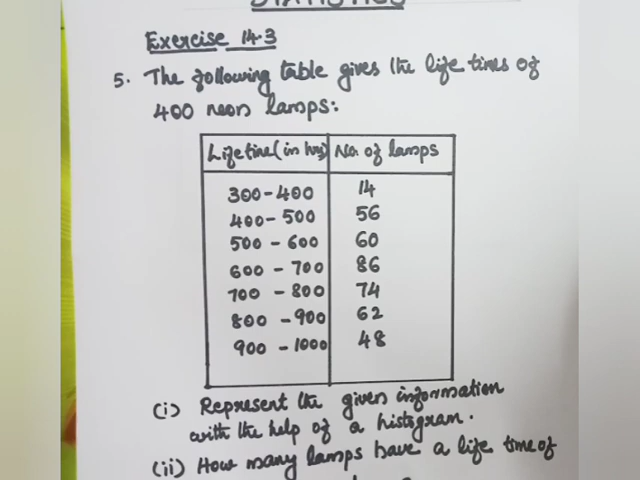 STATISTICS
Exercise 14.3
5. The following table gives the life times of
400 neon lamps:
Lifetime (in hrs) No. of lamps
300-400 14
400-500 56
500-600 60
600-700 86
700-800 74
800-900 62
900-1000 48
(i) Represent the given information
with the help of a histogram.
(ii) How many lamps have a life time of